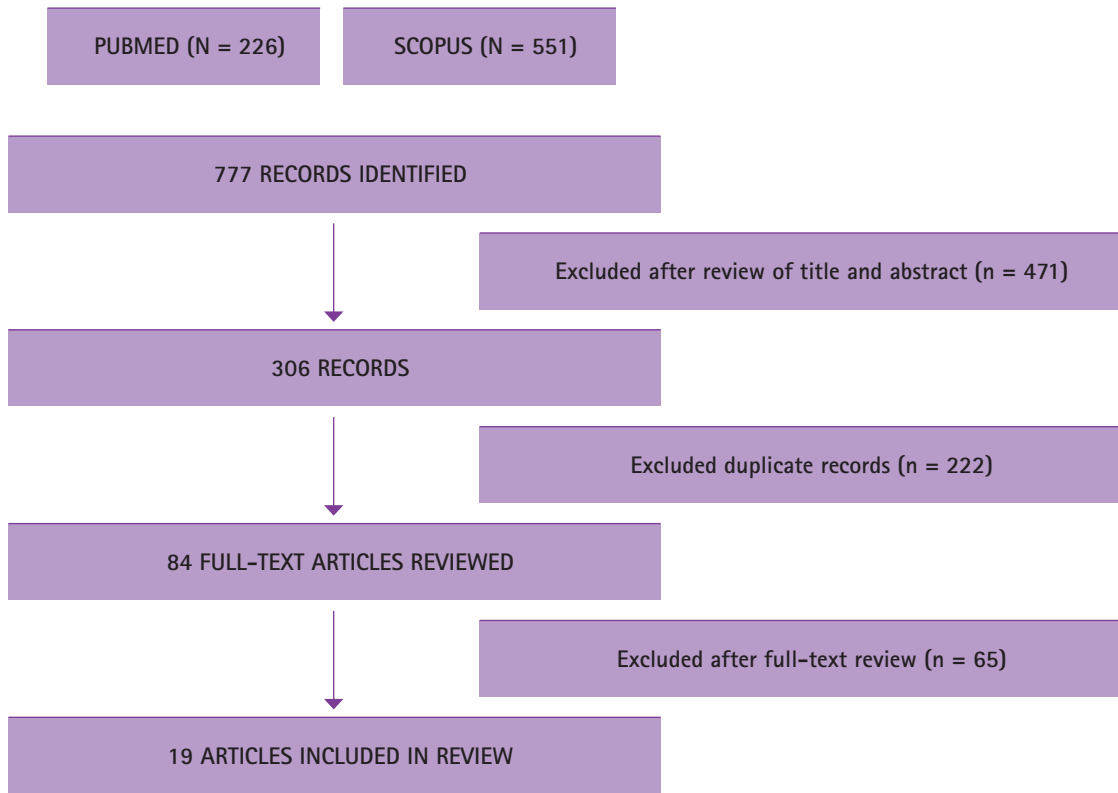 PUBMED (N = 226)
SCOPUS (N = 551)
777 RECORDS IDENTIFIED
Excluded after review of title and abstract (n = 471)
306 RECORDS
Excluded duplicate records (n = 222)
84 FULL-TEXT ARTICLES REVIEWED
Excluded after full-text review (n = 65)
19 ARTICLES INCLUDED IN REVIEW